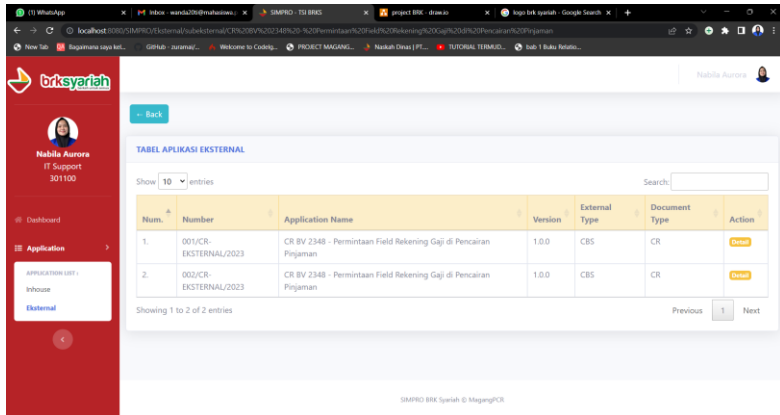 (1) WhatsApp
Inbox - wanda20ti@mahasiswa.
SIMPRO - TSI BRKS
project BRK - draw.io
logo brk syariah - Google Search
localhost:8080/SIMPRO/Eksternal/subeksternal/CR%20BV%202348%20-%20Permintaan%20Field%20Rekening%20Gaji%20di%20Pencairan%20Pinjaman
New Tab
Bagaimana saya kel...
GitHub - zuramai/...
Welcome to CodeIg...
PROJECT MAGANG...
Naskah Dinas | PT...
TUTORIAL TERMUD...
bab 1 Buku Relatio...
brksyariah
Nabila Aurora
Nabila Aurora
IT Support
301100
Dashboard
Application
APPLICATION LIST :
Inhouse
Eksternal
← Back
TABEL APLIKASI EKSTERNAL
Show 10 entries
Search:
Num. Number Application Name Version External Type Document Type Action
1. 001/CR-EKSTERNAL/2023 CR BV 2348 - Permintaan Field Rekening Gaji di Pencairan Pinjaman 1.0.0 CBS CR Detail
2. 002/CR-EKSTERNAL/2023 CR BV 2348 - Permintaan Field Rekening Gaji di Pencairan Pinjaman 1.0.0 CBS CR Detail
Showing 1 to 2 of 2 entries
Previous 1 Next
SIMPRO BRK Syariah © MagangPCR